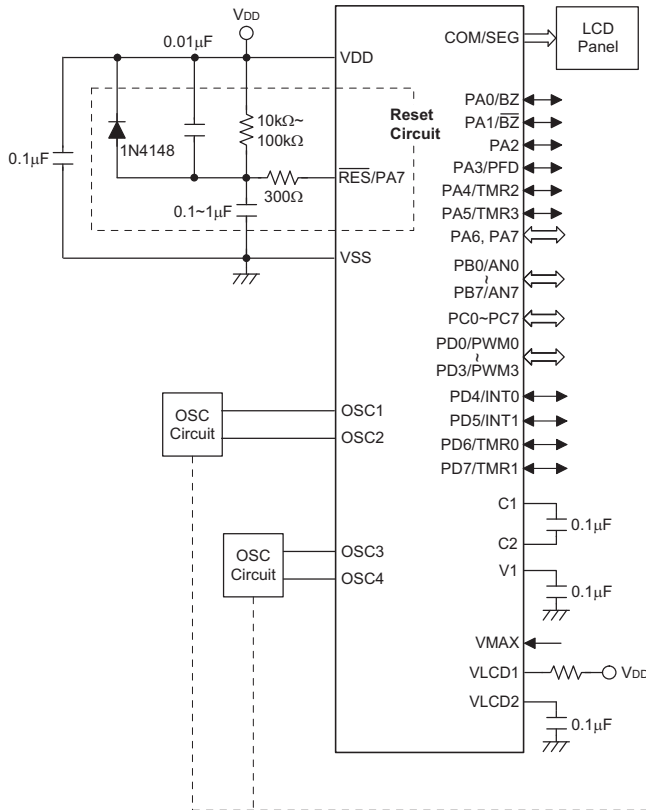 VDD
0.01μF
VDD
10kΩ~
100kΩ
Reset
Circuit
1N4148
0.1μF
RES/PA7
300Ω
0.1~1μF
VSS
OSC
Circuit
OSC1
OSC2
OSC
Circuit
OSC3
OSC4
COM/SEG
LCD
Panel
PA0/BZ
PA1/BZ
PA2
PA3/PFD
PA4/TMR2
PA5/TMR3
PA6, PA7
PB0/AN0
~
PB7/AN7
PC0~PC7
PD0/PWM0
~
PD3/PWM3
PD4/INT0
PD5/INT1
PD6/TMR0
PD7/TMR1
C1
0.1μF
C2
V1
0.1μF
VMAX
VLCD1
VDD
VLCD2
0.1μF